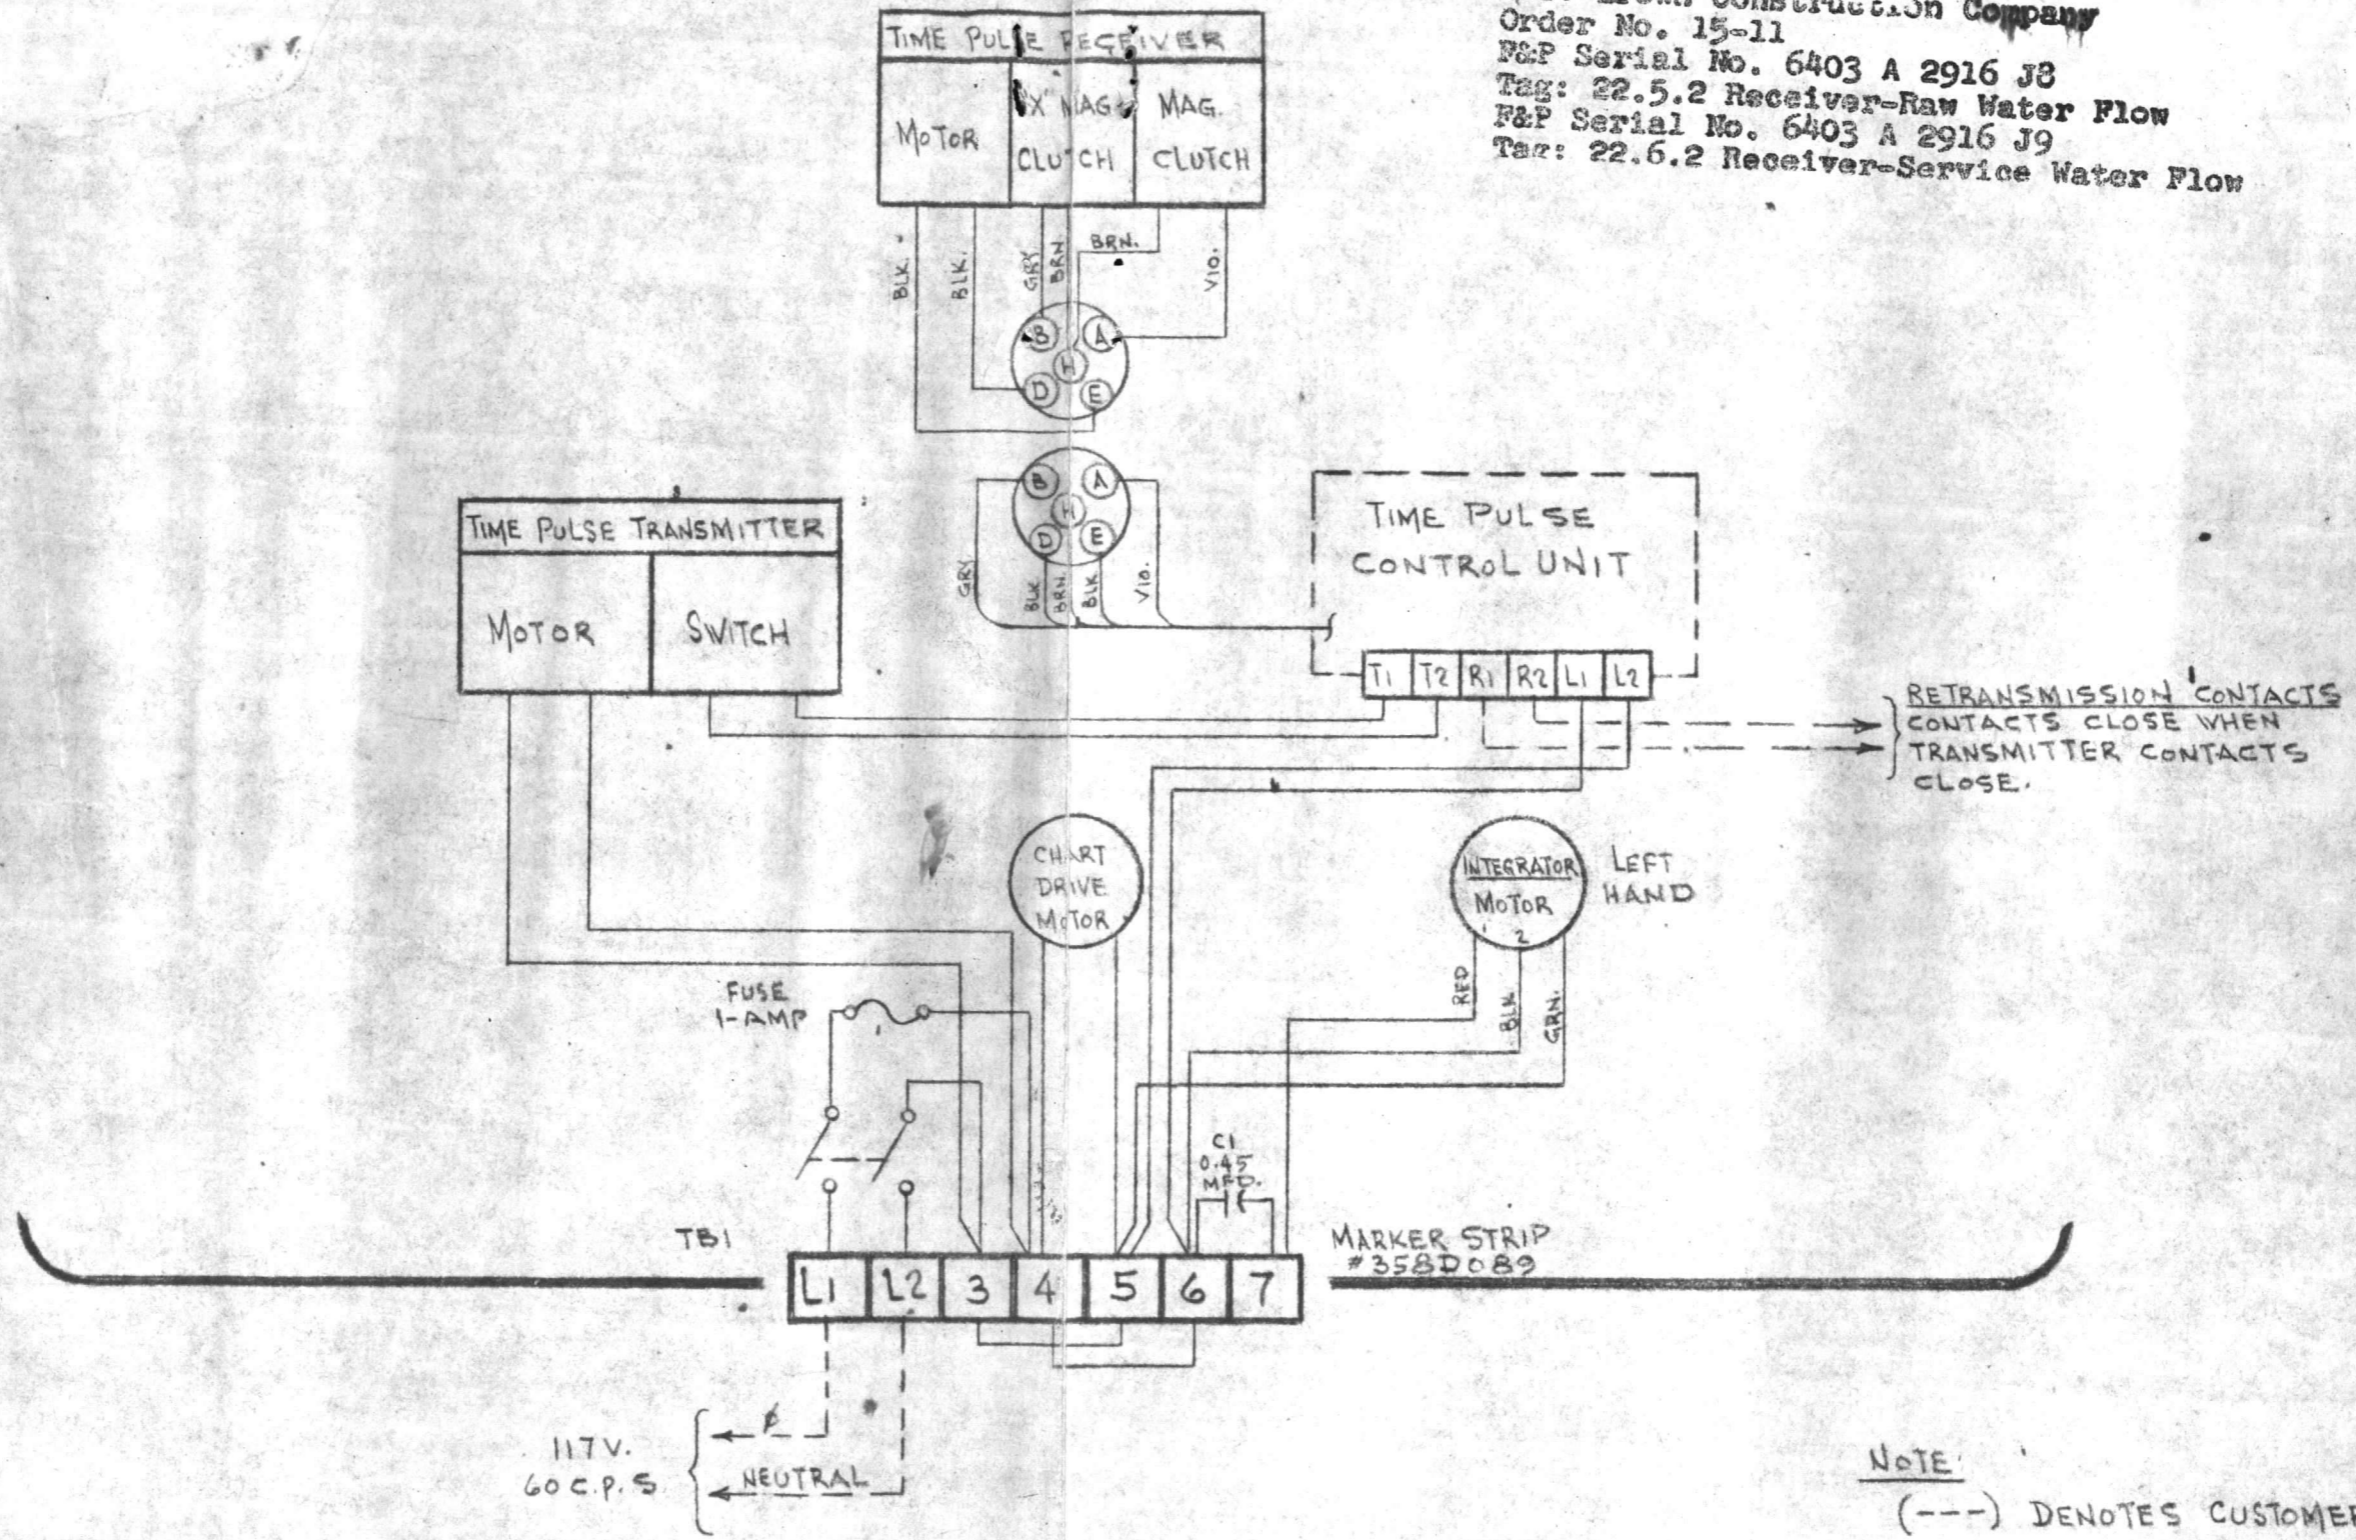 Construction Company
Order No. 15-11
F&P Serial No. 6403 A 2916 J8
Tag: 22.5.2 Receiver-Raw Water Flow
F&P Serial No. 6403 A 2916 J9
Tag: 22.6.2 Receiver-Service Water Flow
TIME PULSE RECEIVER
MOTOR
"X" MAG
CLUTCH
MAG.
CLUTCH
BLK.
BLK.
GRY
BRN
BRN.
VIO.
B
A
H
D
E
B
A
H
D
E
GRY
BLK
BRN.
BLK
VIO.
TIME PULSE
CONTROL UNIT
T1 T2 R1 R2 L1 L2
TIME PULSE TRANSMITTER
MOTOR
SWITCH
RETRANSMISSION CONTACTS
CONTACTS CLOSE WHEN
TRANSMITTER CONTACTS
CLOSE.
CHART
DRIVE
MOTOR
INTEGRATOR
MOTOR
2
LEFT
HAND
RED
BLK
GRN.
FUSE
1-AMP
C1
0.45
MFD.
TB1
L1 L2 3 4 5 6 7
MARKER STRIP
#358D089
117V.
60 C.P.S
ø
NEUTRAL
NOTE
(---) DENOTES CUSTOMER